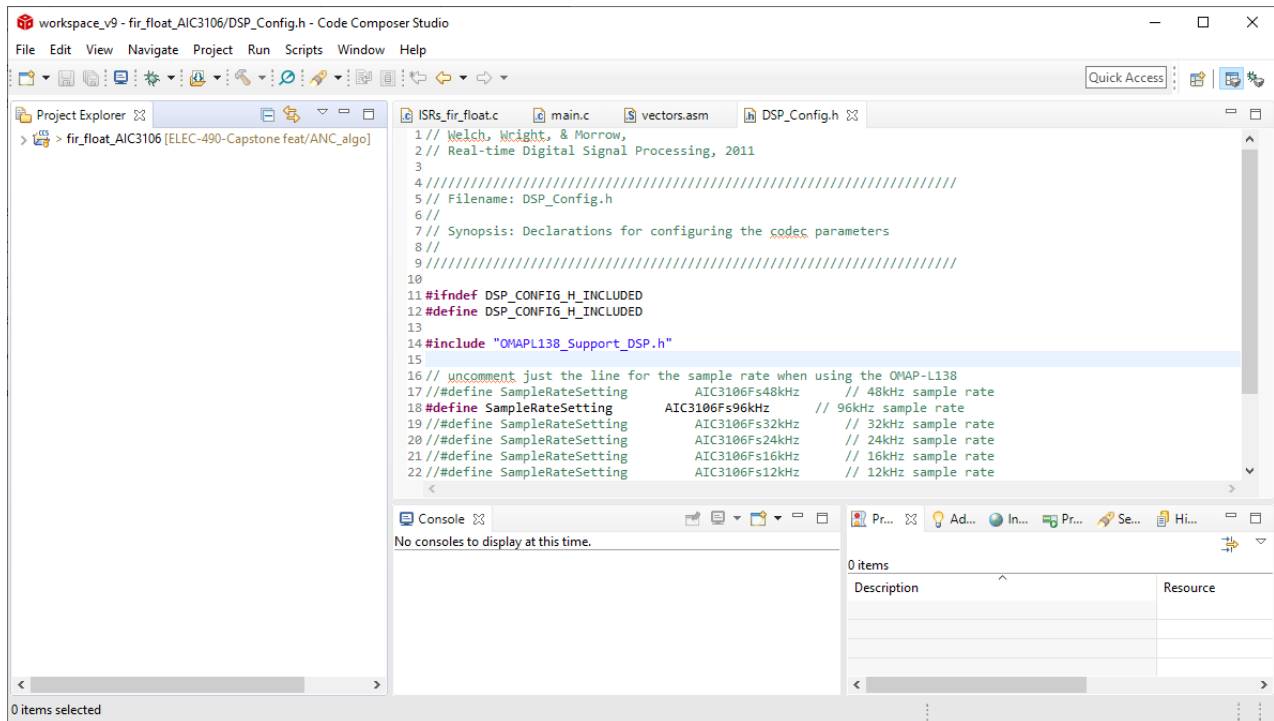 workspace_v9 - fir_float_AIC3106/DSP_Config.h - Code Composer Studio
File Edit View Navigate Project Run Scripts Window Help
Quick Access
Project Explorer
> fir_float_AIC3106 [ELEC-490-Capstone feat/ANC_algo]
ISRs_fir_float.c main.c vectors.asm DSP_Config.h
1 // Welch, Wright, & Morrow,
2 // Real-time Digital Signal Processing, 2011
3
4 ///////////////////////////////////////////////////////////////////////
5 // Filename: DSP_Config.h
6 //
7 // Synopsis: Declarations for configuring the codec parameters
8 //
9 ///////////////////////////////////////////////////////////////////////
10
11 #ifndef DSP_CONFIG_H_INCLUDED
12 #define DSP_CONFIG_H_INCLUDED
13
14 #include "OMAPL138_Support_DSP.h"
15
16 // uncomment just the line for the sample rate when using the OMAP-L138
17 //#define SampleRateSetting AIC3106Fs48kHz // 48kHz sample rate
18 #define SampleRateSetting AIC3106Fs96kHz // 96kHz sample rate
19 //#define SampleRateSetting AIC3106Fs32kHz // 32kHz sample rate
20 //#define SampleRateSetting AIC3106Fs24kHz // 24kHz sample rate
21 //#define SampleRateSetting AIC3106Fs16kHz // 16kHz sample rate
22 //#define SampleRateSetting AIC3106Fs12kHz // 12kHz sample rate
Console
No consoles to display at this time.
Pr... Ad... In... Pr... Se... Hi...
0 items
Description Resource
0 items selected